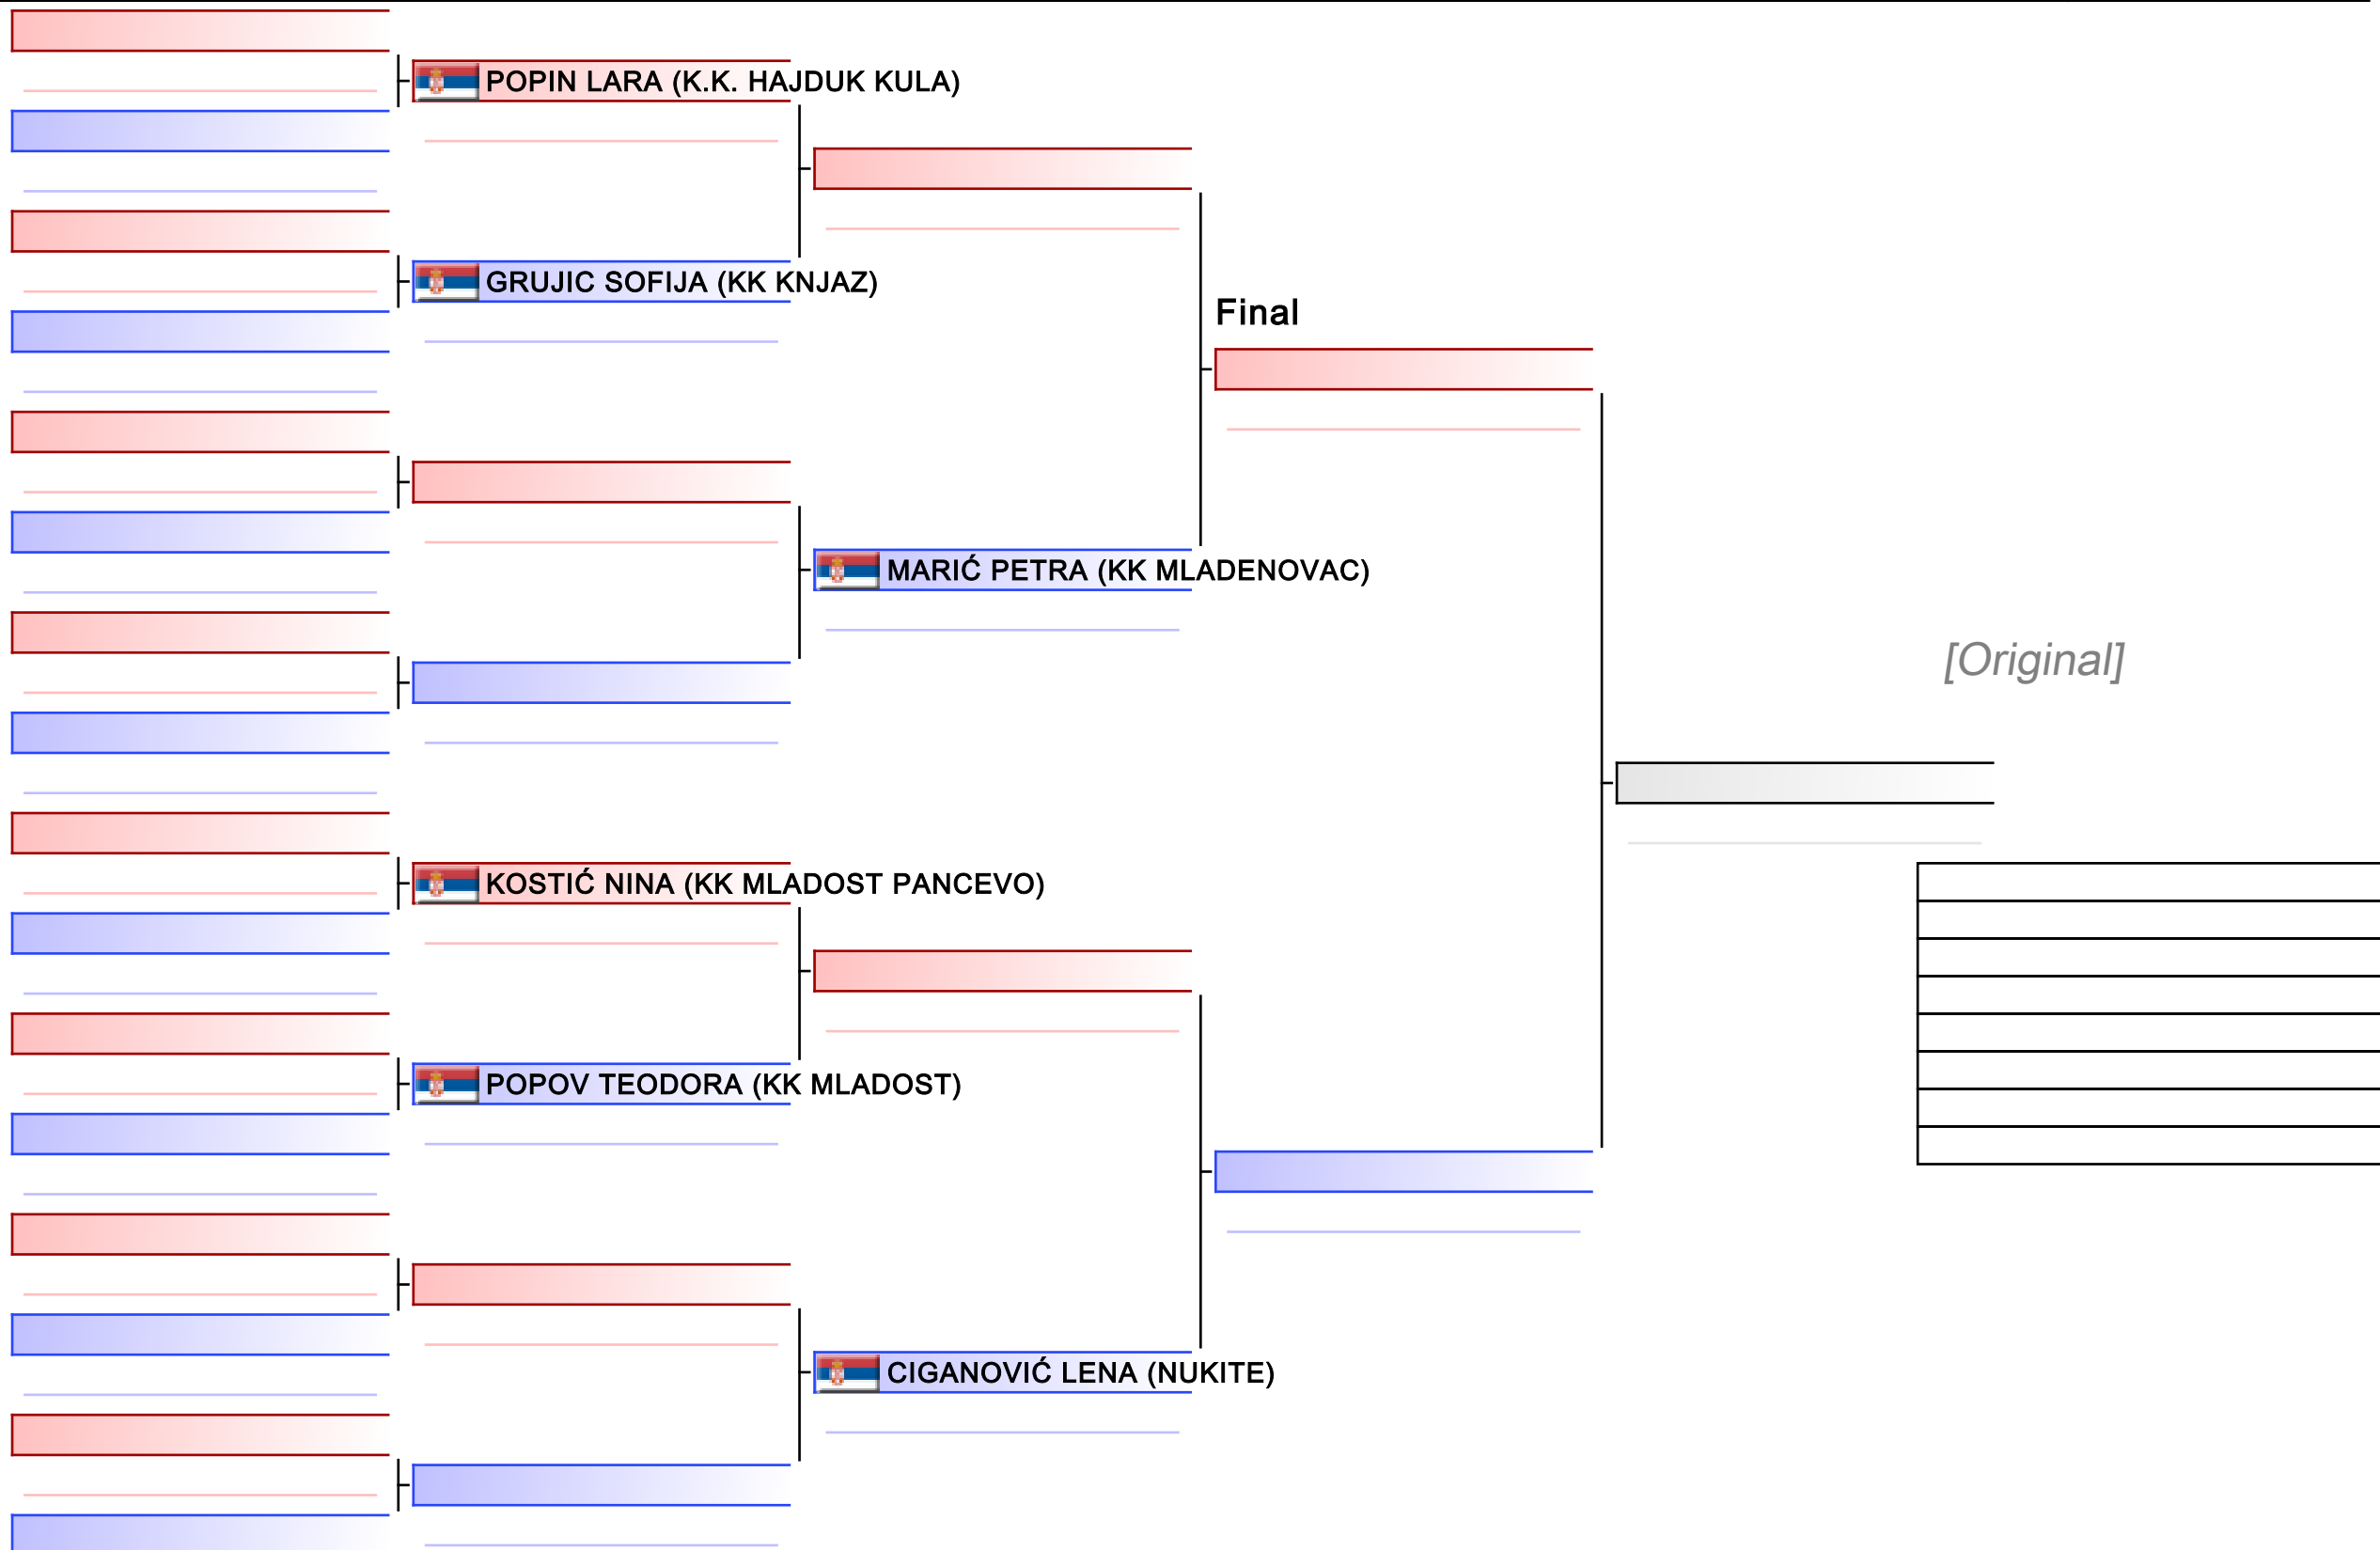 POPIN LARA (K.K. HAJDUK KULA)
GRUJIC SOFIJA (KK KNJAZ)
Final
MARIĆ PETRA (KK MLADENOVAC)
[Original]
KOSTIĆ NINA (KK MLADOST PANCEVO)
POPOV TEODORA (KK MLADOST)
CIGANOVIĆ LENA (NUKITE)